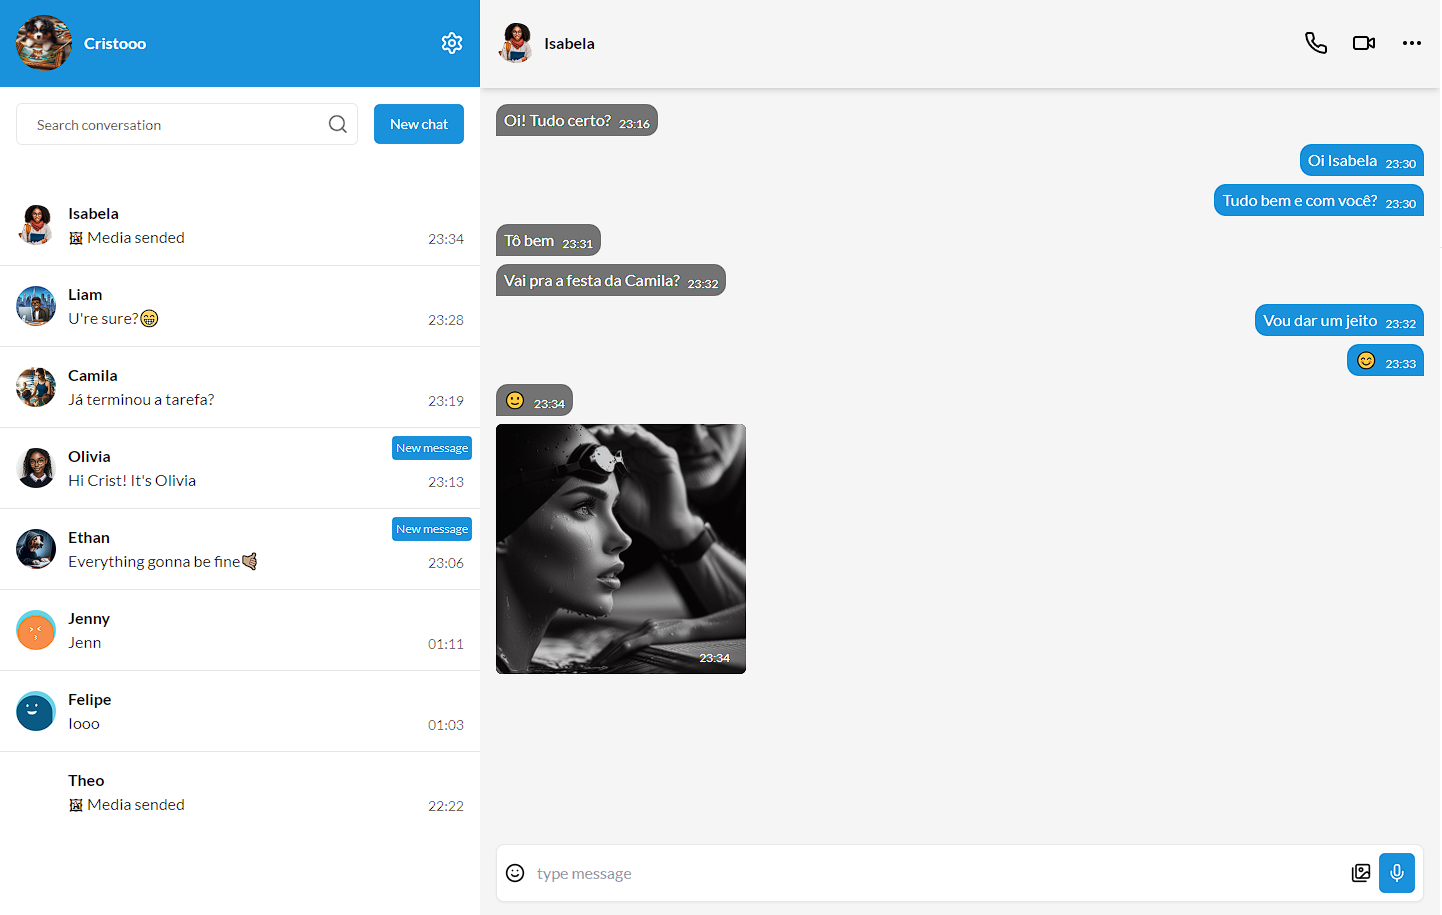 Cristooo
Search conversation
New chat
Isabela
🖼 Media sended
23:34
Liam
U're sure?😁
23:28
Camila
Já terminou a tarefa?
23:19
New message
Olivia
Hi Crist! It's Olivia
23:13
New message
Ethan
Everything gonna be fine🤙🏽
23:06
Jenny
Jenn
01:11
Felipe
Iooo
01:03
Theo
🖼 Media sended
22:22
Isabela
Oi! Tudo certo? 23:16
Oi Isabela 23:30
Tudo bem e com você? 23:30
Tô bem 23:31
Vai pra a festa da Camila? 23:32
Vou dar um jeito 23:32
😊 23:33
🙂 23:34
23:34
type message